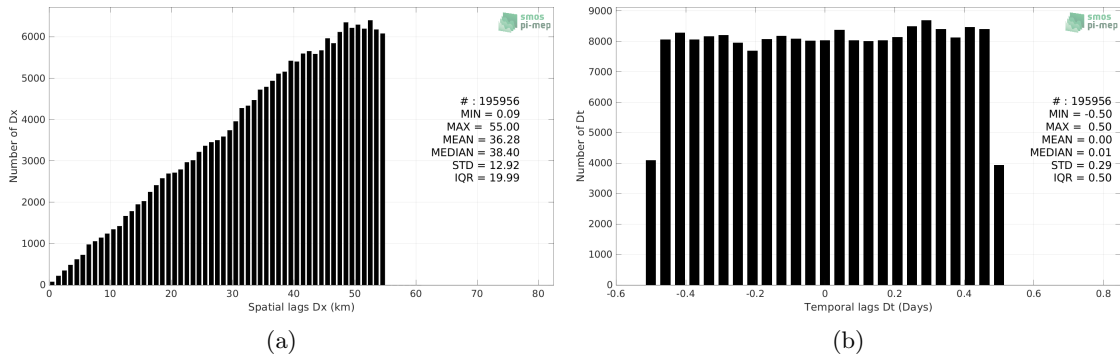 smos
pi-mep
6000
5000
4000
3000
2000
1000
0
Number of Dx
# : 195956
MIN = 0.09
MAX = 55.00
MEAN = 36.28
MEDIAN = 38.40
STD = 12.92
IQR = 19.99
0 10 20 30 40 50 60 70 80
Spatial lags Dx (km)
(a)
smos
pi-mep
9000
8000
7000
6000
5000
4000
3000
2000
1000
0
Number of Dt
# : 195956
MIN = -0.50
MAX = 0.50
MEAN = 0.00
MEDIAN = 0.01
STD = 0.29
IQR = 0.50
-0.6 -0.4 -0.2 0 0.2 0.4 0.6 0.8
Temporal lags Dt (Days)
(b)